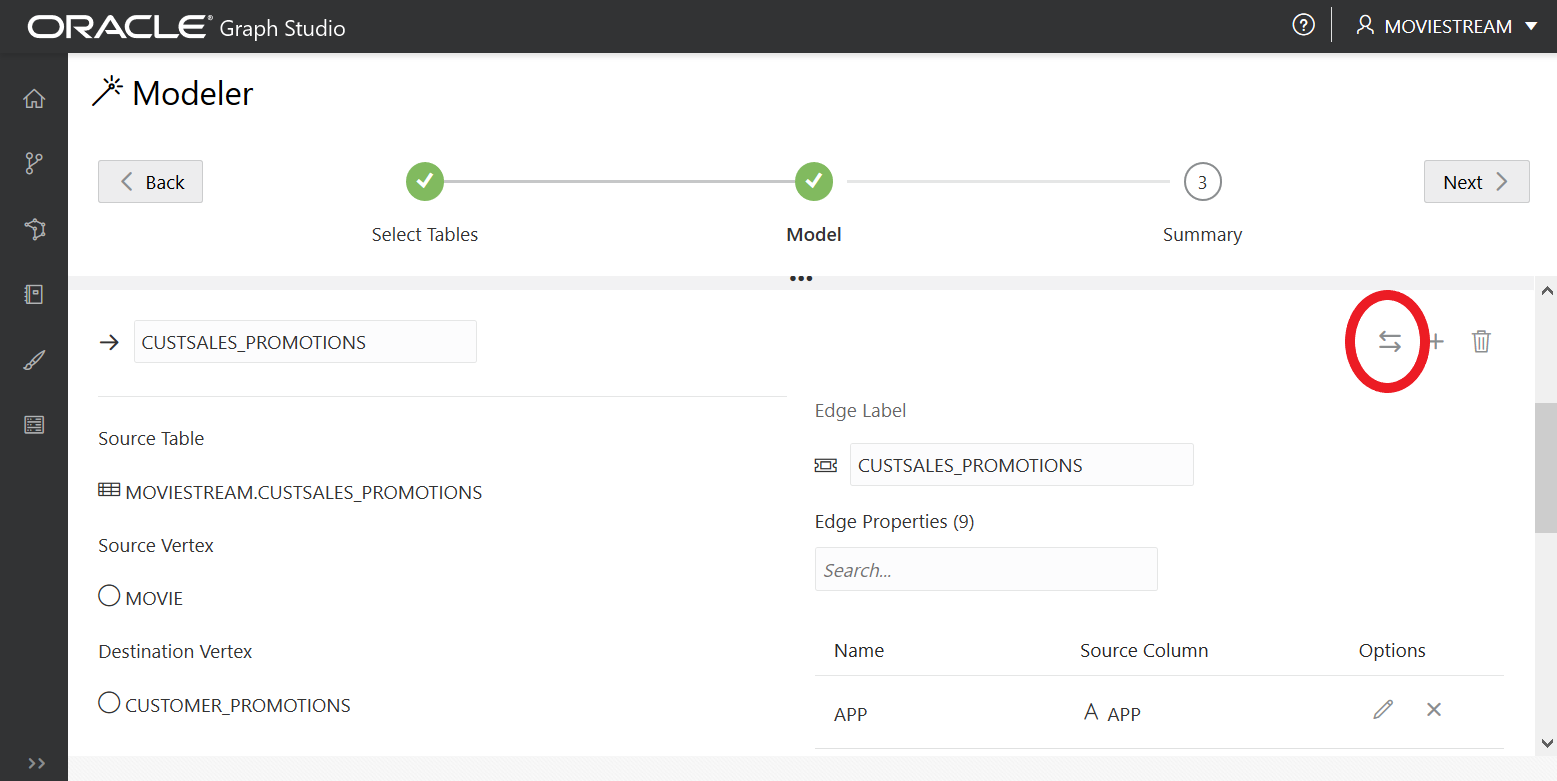 ORACLE® Graph Studio
MOVIESTREAM
Modeler
Back
3
Next
Select Tables
Model
Summary
CUSTSALES_PROMOTIONS
Source Table
MOVIESTREAM.CUSTSALES_PROMOTIONS
Source Vertex
MOVIE
Destination Vertex
CUSTOMER_PROMOTIONS
Edge Label
CUSTSALES_PROMOTIONS
Edge Properties (9)
Search...
Name Source Column Options
APP A APP